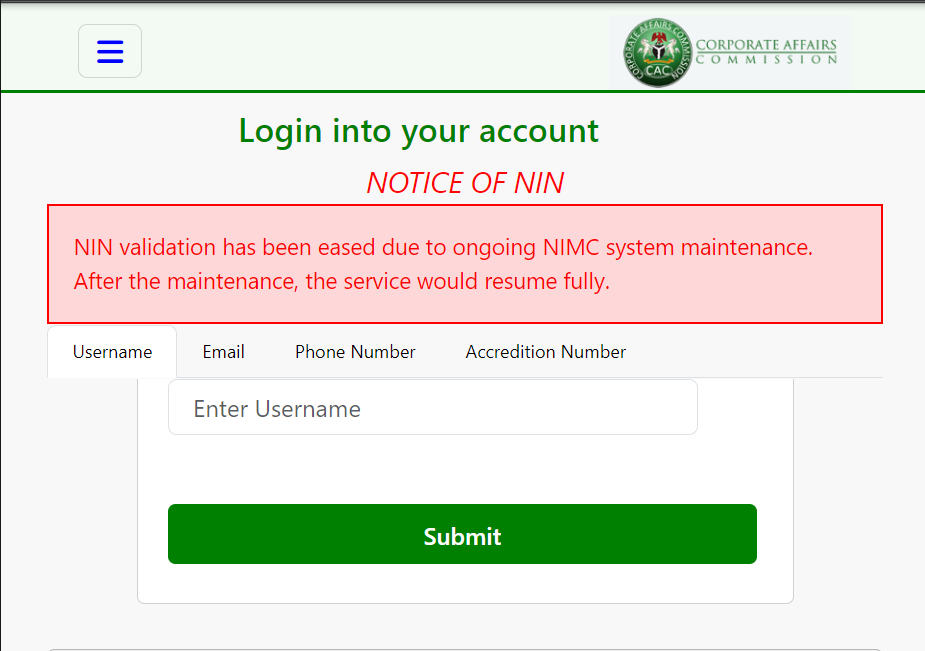 CORPORATE AFFAIRS COMMISSION
CAC
CORPORATE AFFAIRS
COMMISSION
Login into your account
NOTICE OF NIN
NIN validation has been eased due to ongoing NIMC system maintenance.
After the maintenance, the service would resume fully.
Username Email Phone Number Accredition Number
Enter Username
Submit